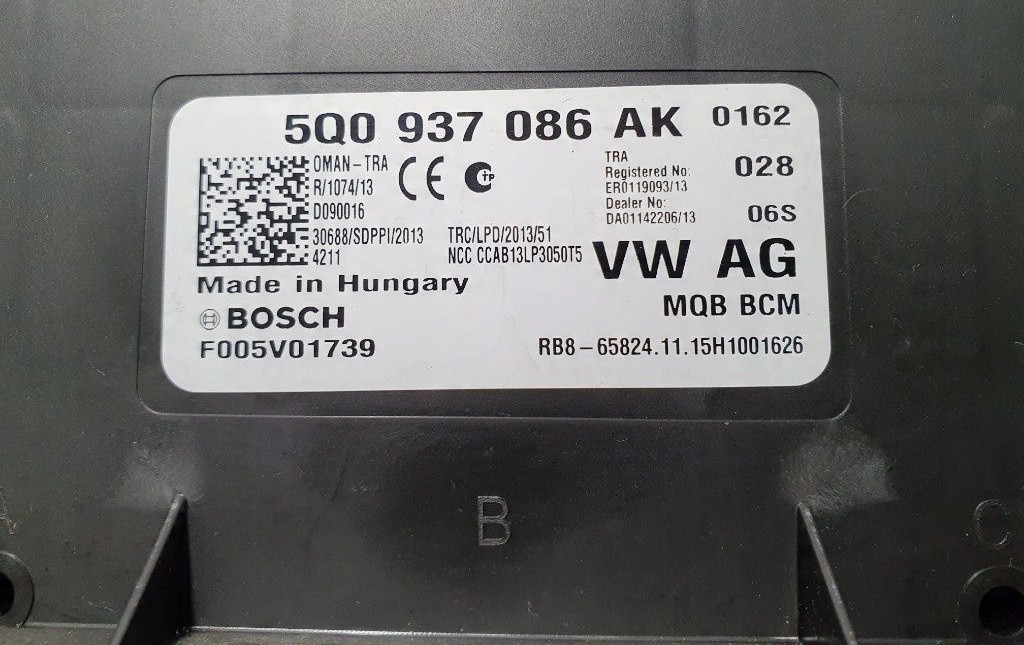 5Q0 937 086 AK 0162
OMAN-TRA
R/1074/13
D090016
30688/SDPPI/2013
4211
CE
TP
TRC/LPD/2013/51
NCC CCAB13LP3050T5
TRA
Registered No:
ER0119093/13
Dealer No:
DA01142206/13
028
06S
VW AG
MQB BCM
Made in Hungary
BOSCH
F005V01739
RB8-65824.11.15H1001626
B
C